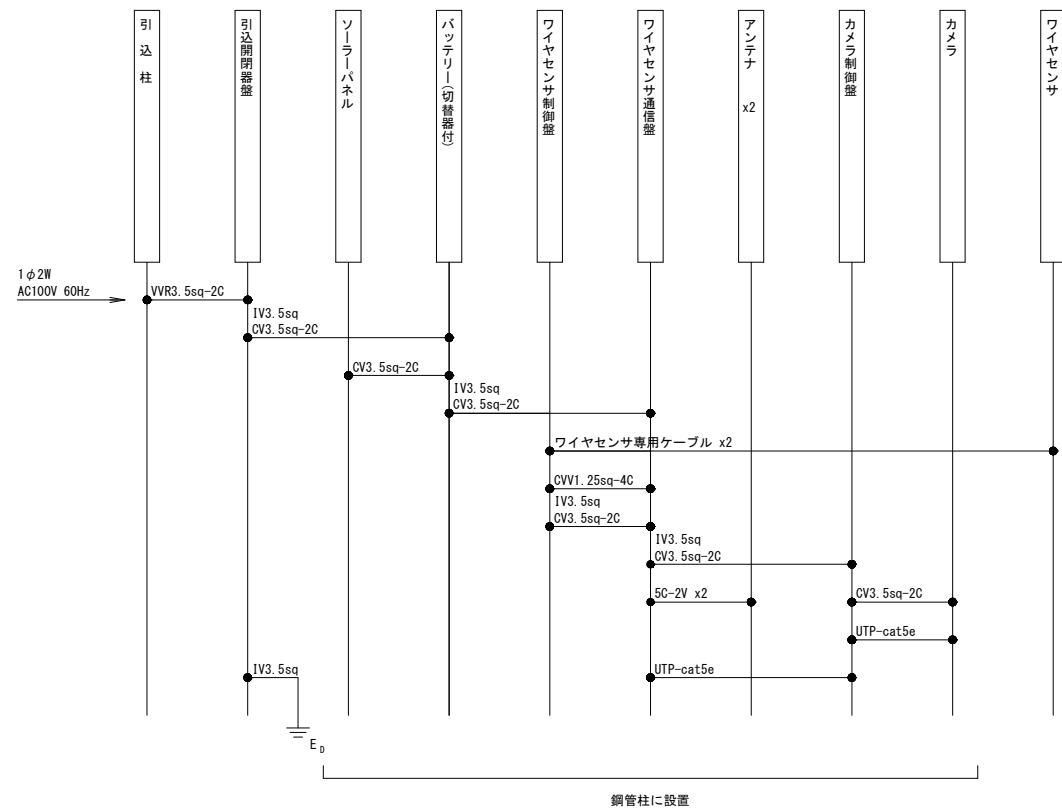 引込柱
引込開閉器盤
ソーラーパネル
バッテリー(切替器付)
ワイヤセンサ制御盤
ワイヤセンサ通信盤
アンテナ x2
カメラ制御盤
カメラ
ワイヤセンサ
1φ2W
AC100V 60Hz
VVR3.5sq-2C
IV3.5sq
CV3.5sq-2C
CV3.5sq-2C
IV3.5sq
CV3.5sq-2C
ワイヤセンサ専用ケーブル x2
CVV1.25sq-4C
IV3.5sq
CV3.5sq-2C
IV3.5sq
CV3.5sq-2C
5C-2V x2
CV3.5sq-2C
UTP-cat5e
IV3.5sq
UTP-cat5e
ED
鋼管柱に設置